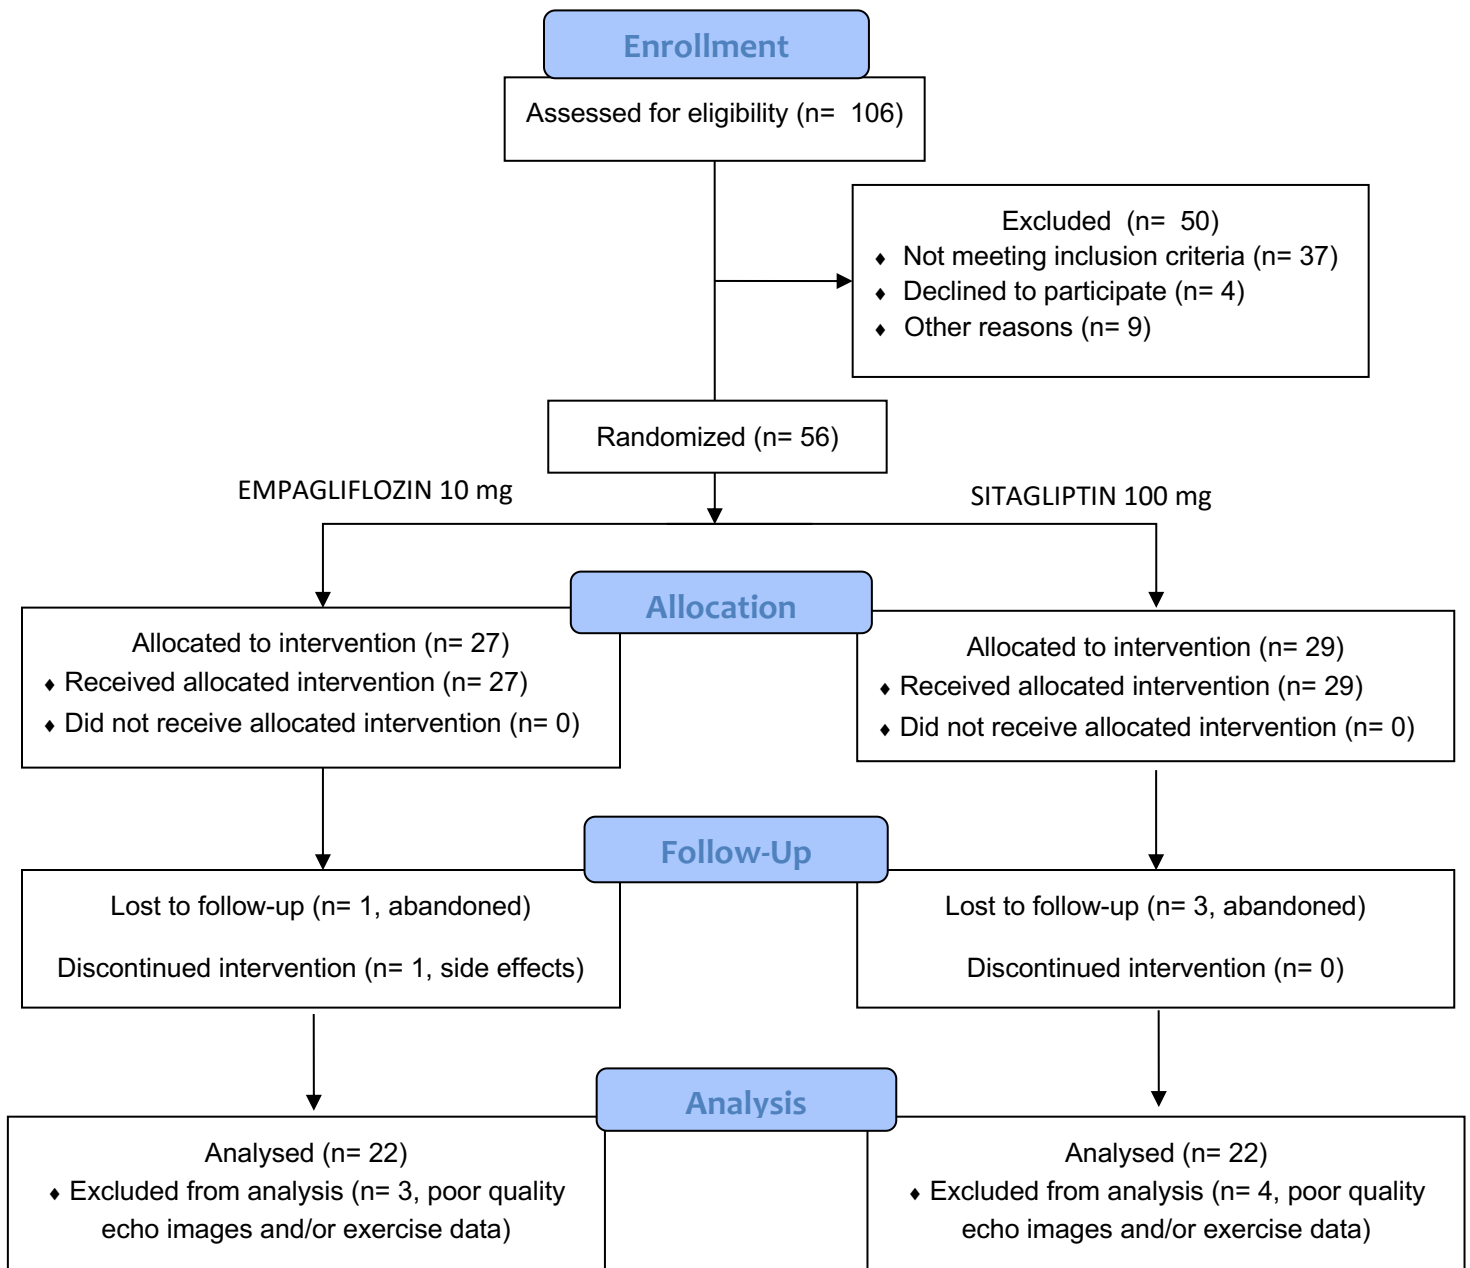 Enrollment
Assessed for eligibility (n=  106)
Excluded  (n=  50)
♦ Not meeting inclusion criteria (n= 37)
♦ Declined to participate (n= 4)
♦ Other reasons (n= 9)
Randomized (n= 56)
EMPAGLIFLOZIN 10 mg
SITAGLIPTIN 100 mg
Allocation
Allocated to intervention (n= 27)
♦ Received allocated intervention (n= 27)
♦ Did not receive allocated intervention (n= 0)
Allocated to intervention (n= 29)
♦ Received allocated intervention (n= 29)
♦ Did not receive allocated intervention (n= 0)
Follow-Up
Lost to follow-up (n= 1, abandoned)
Discontinued intervention (n= 1, side effects)
Lost to follow-up (n= 3, abandoned)
Discontinued intervention (n= 0)
Analysis
Analysed (n= 22)
♦ Excluded from analysis (n= 3, poor quality
echo images and/or exercise data)
Analysed (n= 22)
♦ Excluded from analysis (n= 4, poor quality
echo images and/or exercise data)